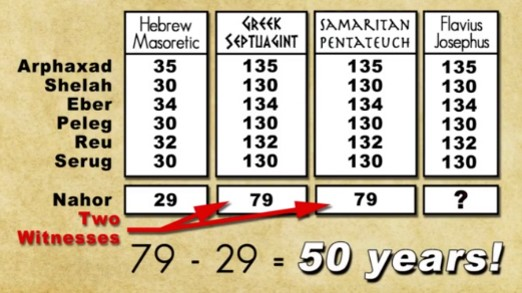 Hebrew Masoretic GREEK SEPTUAGINT SAMARITAN PENTATEUCH Flavius Josephus
Arphaxad 35 135 135 135
Shelah 30 130 130 130
Eber 34 134 134 134
Peleg 30 130 130 130
Reu 32 132 132 132
Serug 30 130 130 130
Nahor 29 79 79 ?
Two
Witnesses
79 - 29 = 50 years!